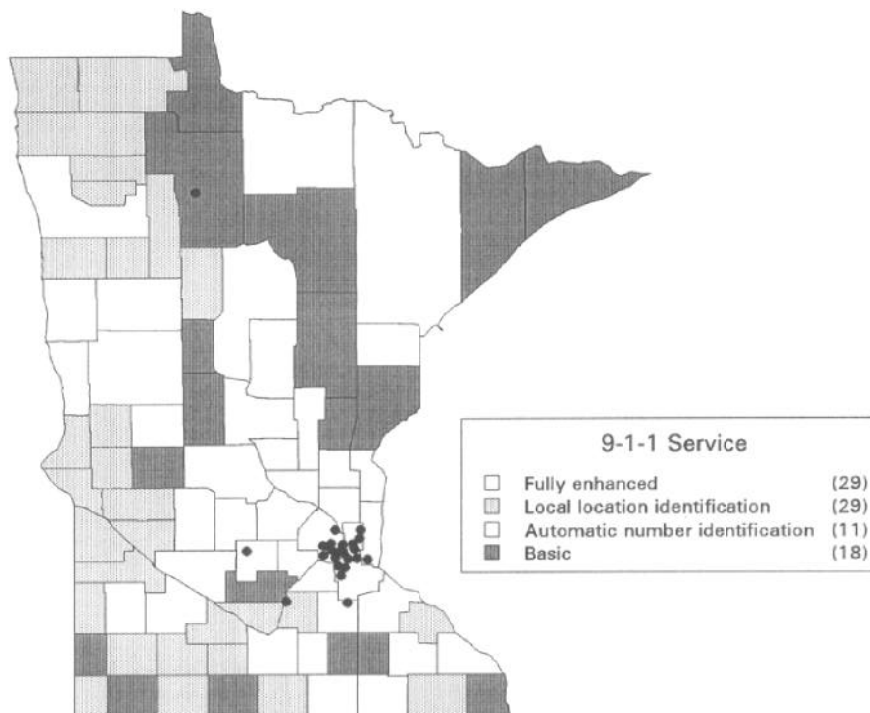 9-1-1 Service
Fully enhanced (29)
Local location identification (29)
Automatic number identification (11)
Basic (18)